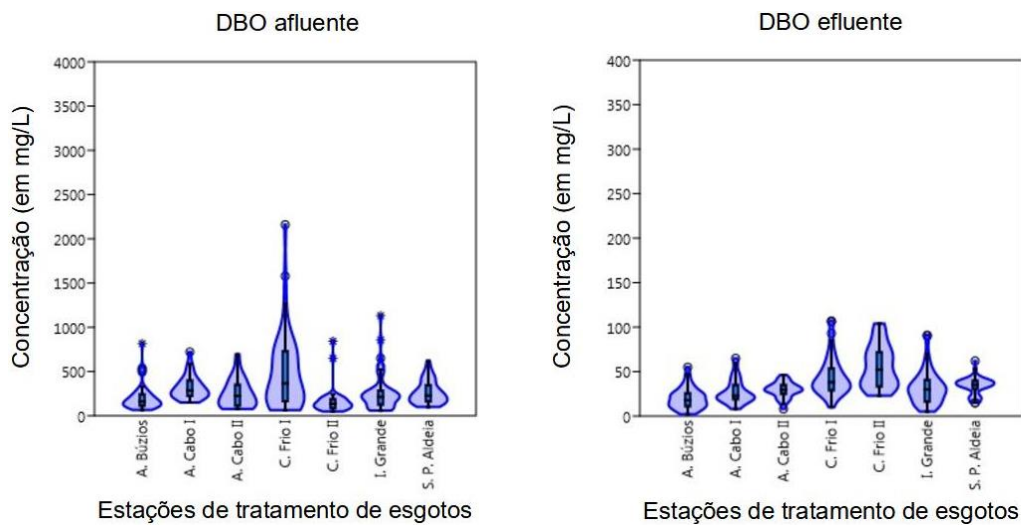 DBO afluente
Concentração (em mg/L)
4000
3500
3000
2500
2000
1500
1000
500
0
A. Búzios
A. Cabo I
A. Cabo II
C. Frio I
C. Frio II
I. Grande
S. P. Aldeia
Estações de tratamento de esgotos
DBO efluente
Concentração (em mg/L)
400
350
300
250
200
150
100
50
0
A. Búzios
A. Cabo I
A. Cabo II
C. Frio I
C. Frio II
I. Grande
S. P. Aldeia
Estações de tratamento de esgotos